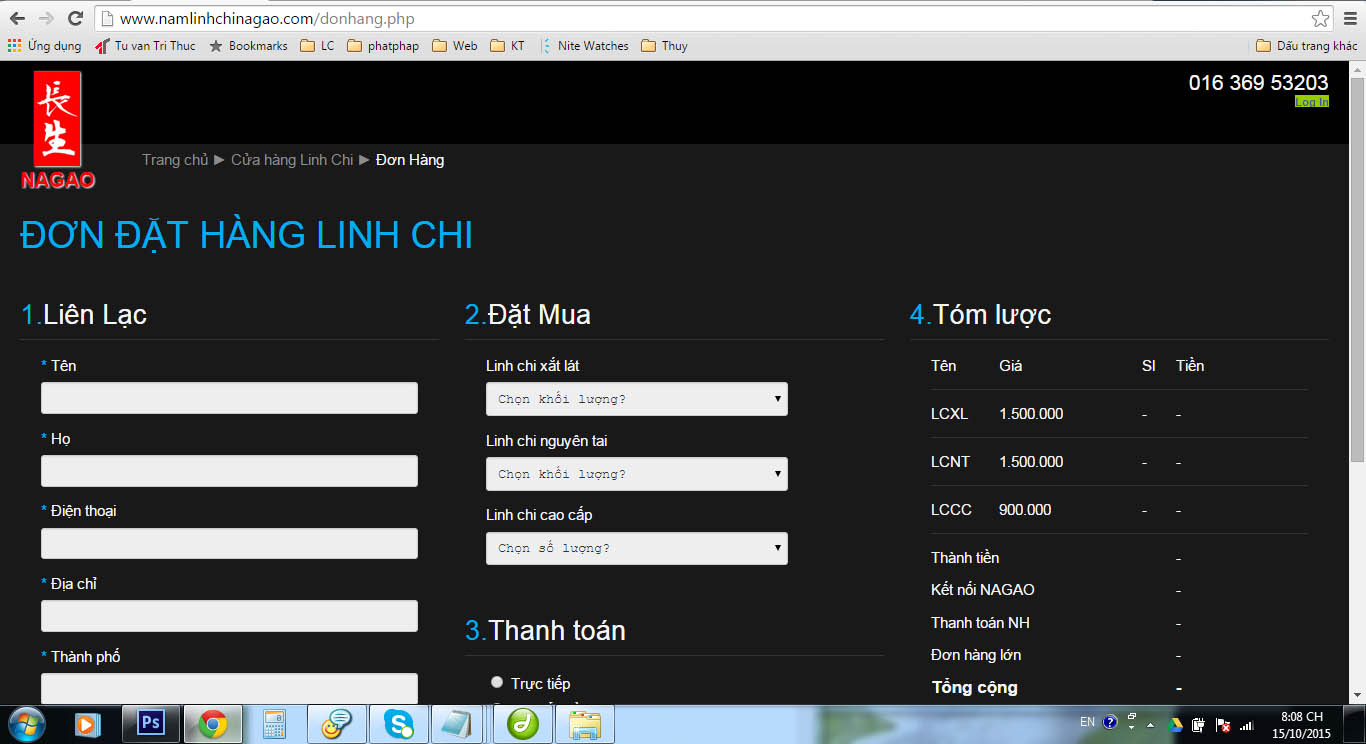 www.namlinhchinagao.com/donhang.php
Ứng dụng
Tu van Tri Thuc
Bookmarks
LC
phatphap
Web
KT
Nite Watches
Thuy
Dấu trang khác
長生
NAGAO
016 369 53203
Log In
Trang chủ ► Cửa hàng Linh Chi ► Đơn Hàng
ĐƠN ĐẶT HÀNG LINH CHI
1.Liên Lạc
* Tên
* Họ
* Điện thoại
* Địa chỉ
* Thành phố
2.Đặt Mua
Linh chi xắt lát
Chọn khối lượng?
Linh chi nguyên tai
Chọn khối lượng?
Linh chi cao cấp
Chọn số lượng?
3.Thanh toán
Trực tiếp
4.Tóm lược
Tên Giá Sl Tiền
LCXL 1.500.000 - -
LCNT 1.500.000 - -
LCCC 900.000 - -
Thành tiền -
Kết nối NAGAO -
Thanh toán NH -
Đơn hàng lớn -
Tổng cộng -
Ps
EN
8:08 CH
15/10/2015